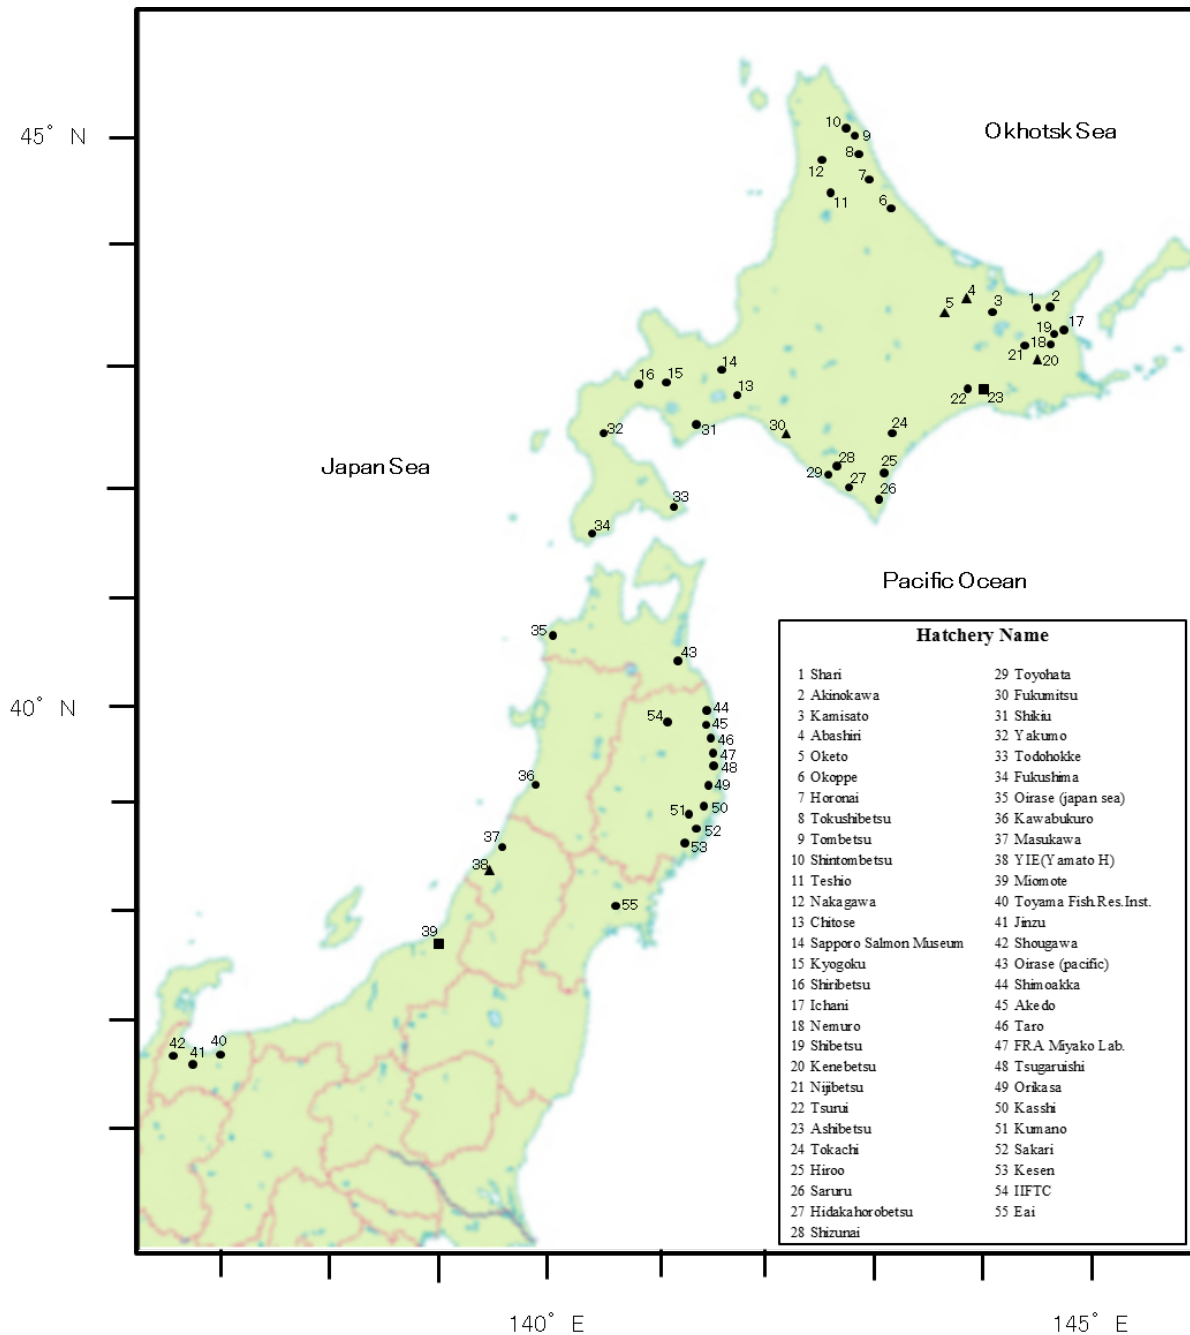 45° N
Okhotsk Sea
10
9
8
12
7
11
6
4
5
3
1
2
17
19
18
21
20
14
15
16
13
22
23
31
30
32
24
Japan Sea
28
25
29
27
26
33
34
Pacific Ocean
35
43
40° N
44
54
45
46
47
48
36
49
50
51
52
37
53
38
55
39
42
41
40
Hatchery Name
1 Shari
2 Akinokawa
3 Kamisato
4 Abashiri
5 Oketo
6 Okoppe
7 Horonai
8 Tokushibetsu
9 Tombetsu
10 Shintombetsu
11 Teshio
12 Nakagawa
13 Chitose
14 Sapporo Salmon Museum
15 Kyogoku
16 Shiribetsu
17 Ichani
18 Nemuro
19 Shibetsu
20 Kenebetsu
21 Nijibetsu
22 Tsurui
23 Ashibetsu
24 Tokachi
25 Hiroo
26 Saruru
27 Hidakahorobetsu
28 Shizunai
29 Toyohata
30 Fukumitsu
31 Shikiu
32 Yakumo
33 Todohokke
34 Fukushima
35 Oirase (japan sea)
36 Kawabukuro
37 Masukawa
38 YIE(Yamato H)
39 Miomote
40 Toyama Fish.Res.Inst.
41 Jinzu
42 Shougawa
43 Oirase (pacific)
44 Shimoakka
45 Akedo
46 Taro
47 FRA Miyako Lab.
48 Tsugaruishi
49 Orikasa
50 Kasshi
51 Kumano
52 Sakari
53 Kesen
54 IIFTC
55 Eai
140° E
145° E